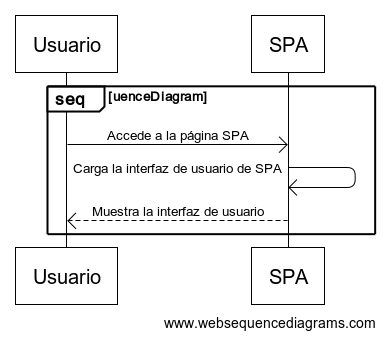 Usuario
SPA
seq [uenceDiagram]
Accede a la página SPA
Carga la interfaz de usuario de SPA
Muestra la interfaz de usuario
Usuario
SPA
www.websequencediagrams.com